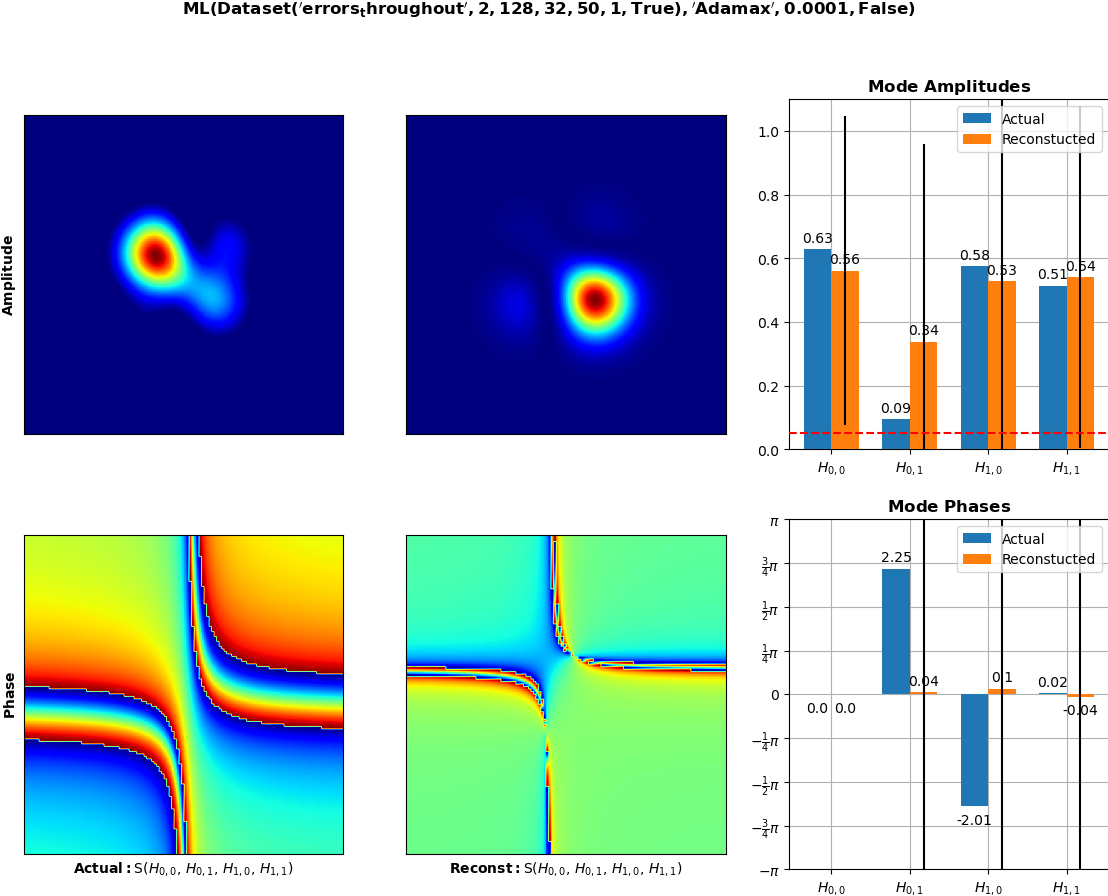 ML(Dataset('errors_throughout', 2, 128, 32, 50, 1, True), 'Adamax', 0.0001, False)
Amplitude
Mode Amplitudes
Actual
Reconstucted
1.0
0.8
0.6
0.4
0.2
0.0
0.63
0.56
0.09
0.34
0.58
0.53
0.51
0.54
H0,0
H0,1
H1,0
H1,1
Phase
Actual: S(H0,0, H0,1, H1,0, H1,1)
Reconst: S(H0,0, H0,1, H1,0, H1,1)
Mode Phases
Actual
Reconstucted
π
3/4π
1/2π
1/4π
0
−1/4π
−1/2π
−3/4π
−π
0.0
0.0
2.25
0.04
-2.01
0.1
0.02
-0.04
H0,0
H0,1
H1,0
H1,1